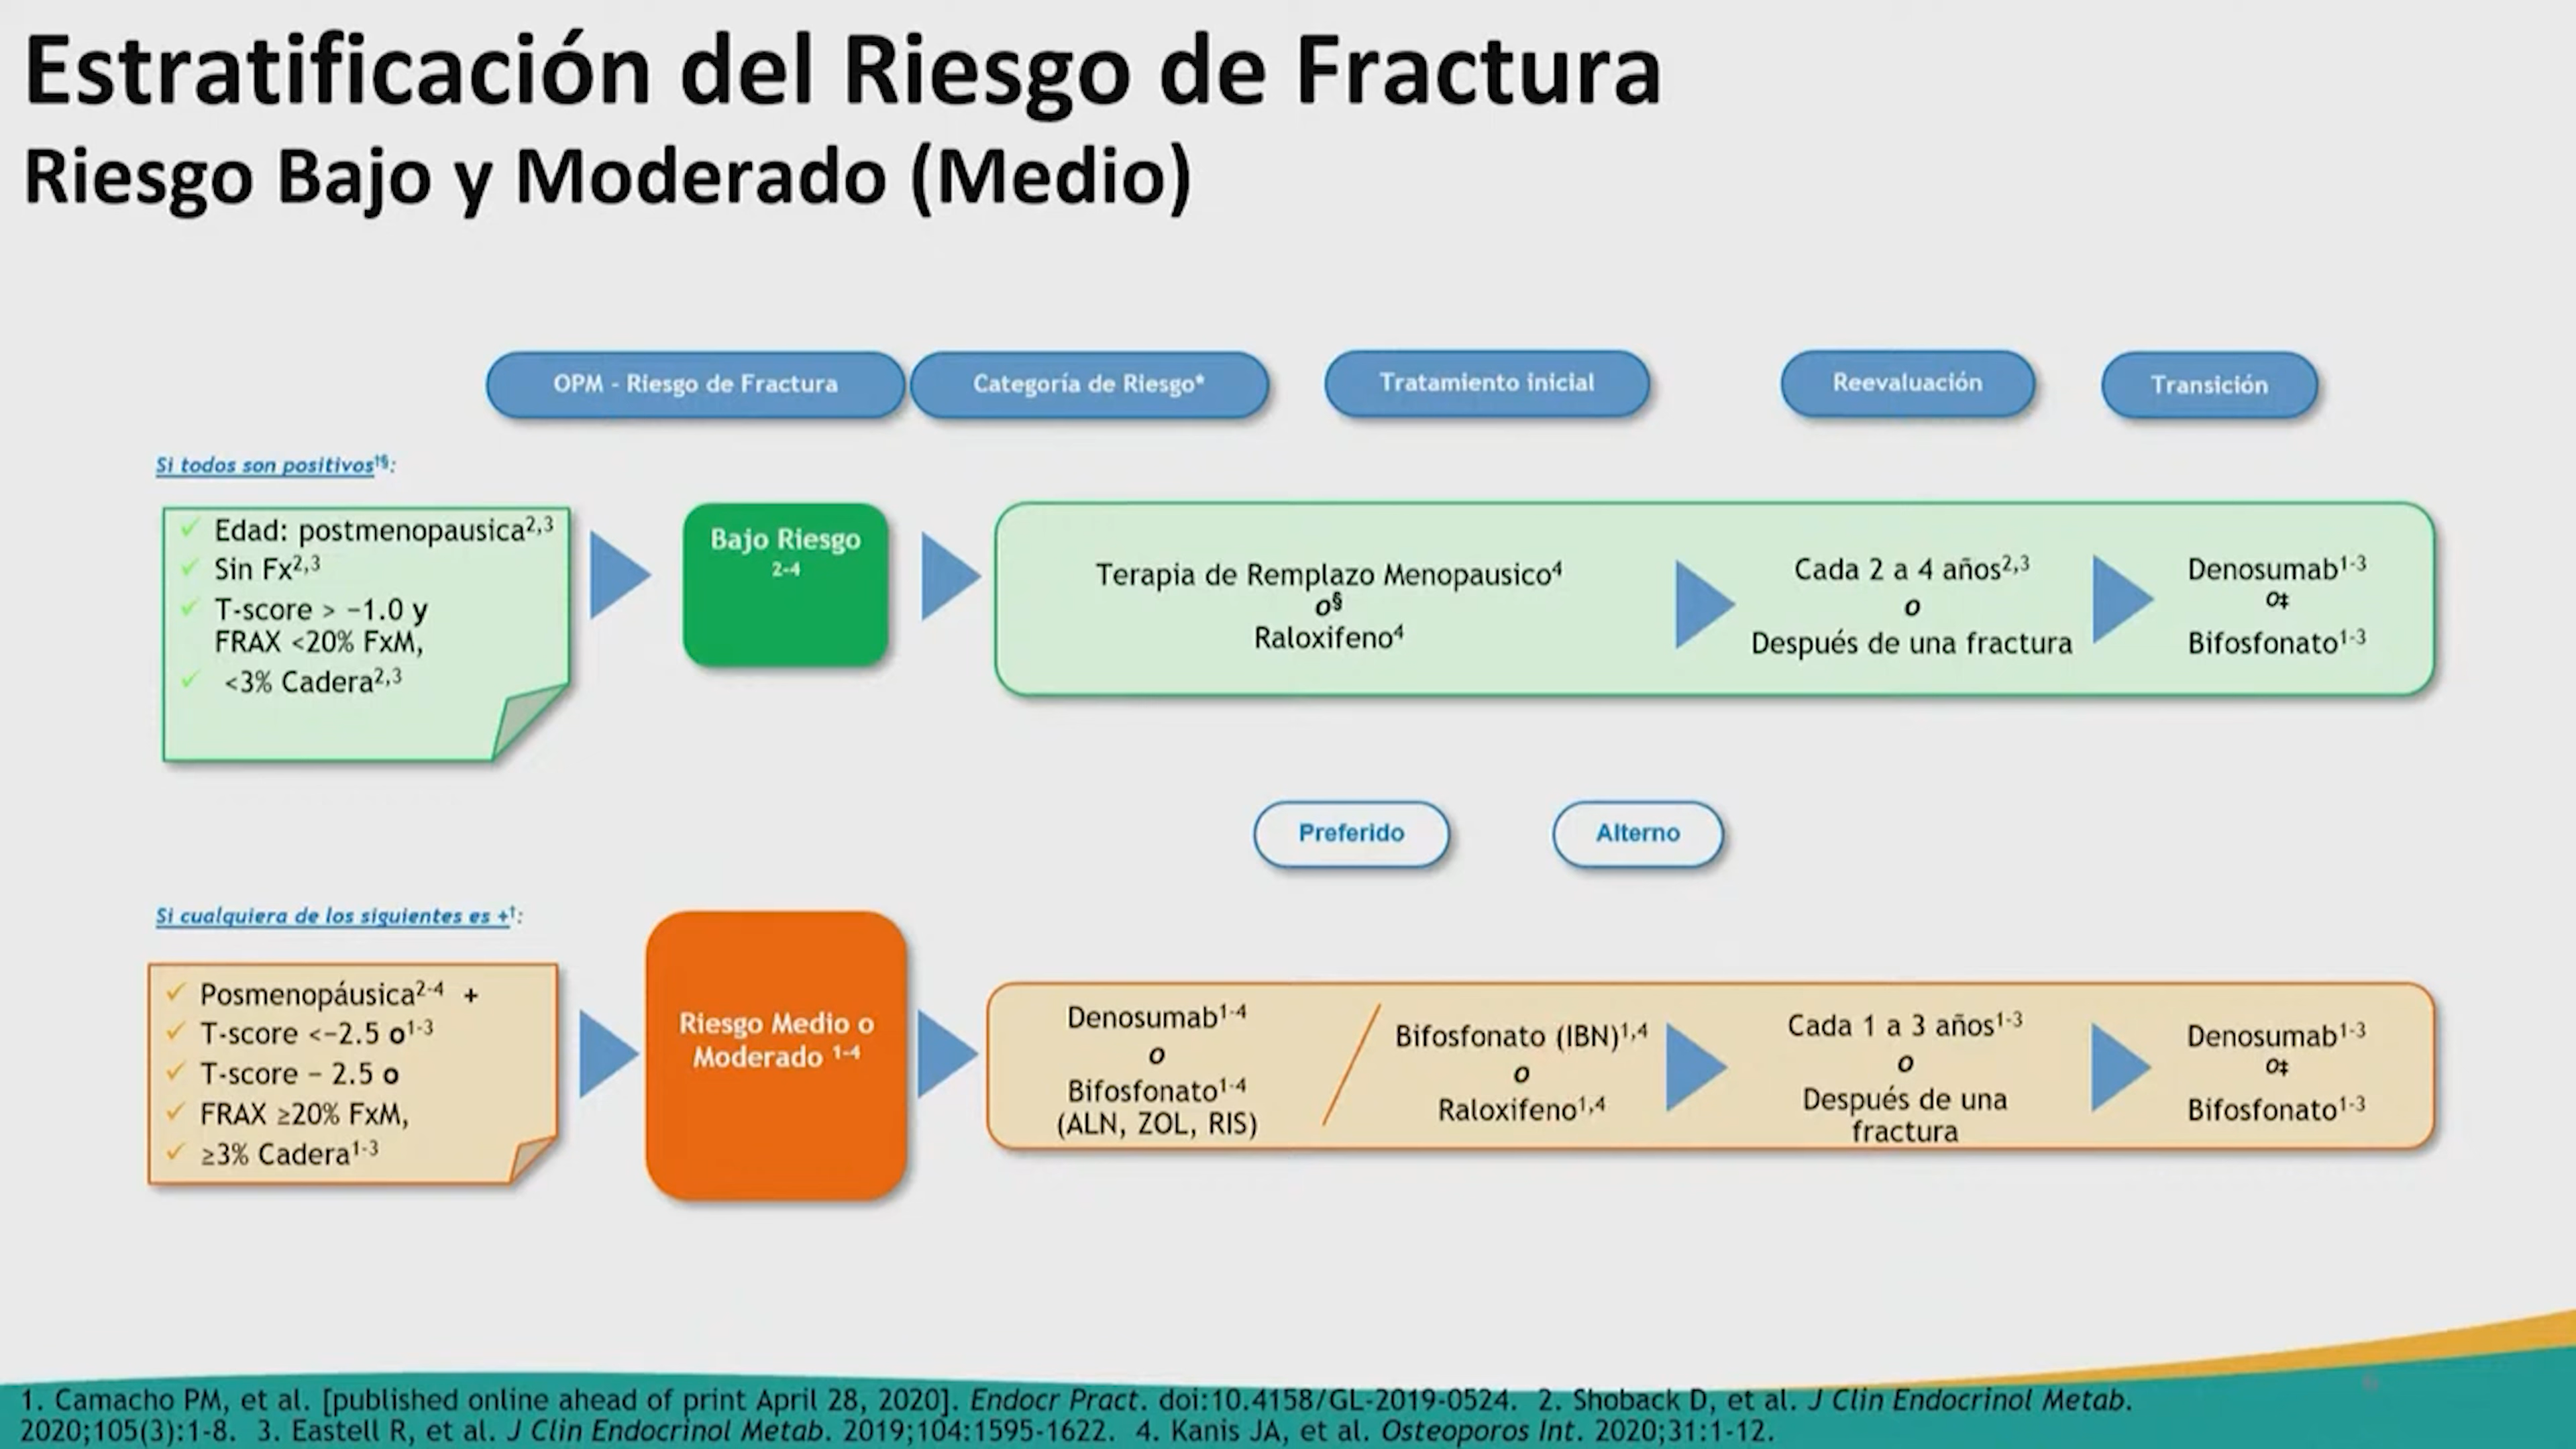 Estratificación del Riesgo de Fractura
Riesgo Bajo y Moderado (Medio)
OPM - Riesgo de Fractura
Categoría de Riesgo*
Tratamiento inicial
Reevaluación
Transición
Si todos son positivos†§:
Edad: postmenopausica2,3
Sin Fx2,3
T-score > −1.0 y
FRAX <20% FxM,
<3% Cadera2,3
Bajo Riesgo
2-4
Terapia de Remplazo Menopausico4
o§
Raloxifeno4
Cada 2 a 4 años2,3
o
Después de una fractura
Denosumab1-3
o‡
Bifosfonato1-3
Preferido
Alterno
Si cualquiera de los siguientes es +†:
Posmenopáusica2-4 +
T-score <−2.5 o1-3
T-score − 2.5 o
FRAX ≥20% FxM,
≥3% Cadera1-3
Riesgo Medio o
Moderado 1-4
Denosumab1-4
o
Bifosfonato1-4
(ALN, ZOL, RIS)
Bifosfonato (IBN)1,4
o
Raloxifeno1,4
Cada 1 a 3 años1-3
o
Después de una
fractura
Denosumab1-3
o‡
Bifosfonato1-3
1. Camacho PM, et al. [published online ahead of print April 28, 2020]. Endocr Pract. doi:10.4158/GL-2019-0524. 2. Shoback D, et al. J Clin Endocrinol Metab.
2020;105(3):1-8. 3. Eastell R, et al. J Clin Endocrinol Metab. 2019;104:1595-1622. 4. Kanis JA, et al. Osteoporos Int. 2020;31:1-12.